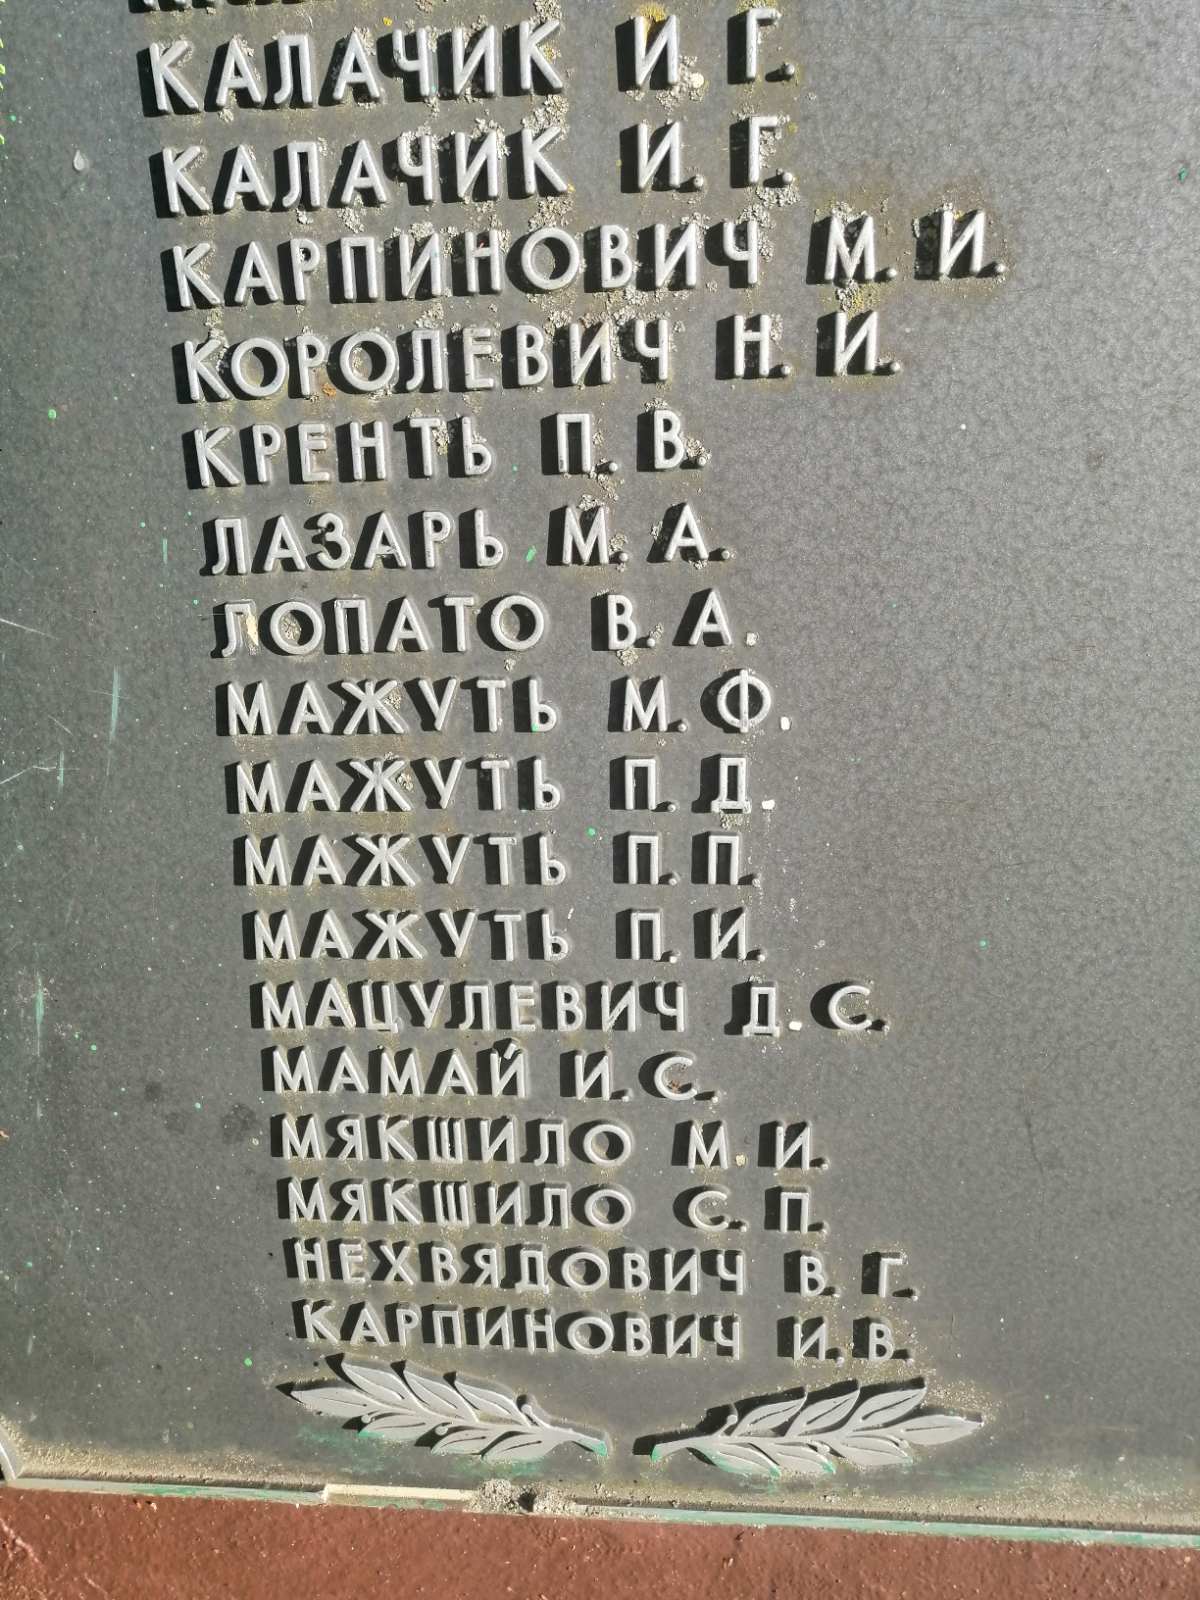 КАЛАЧИК И. Г.
КАЛАЧИК И. Г.
КАРПИНОВИЧ М. И.
КОРОЛЕВИЧ Н. И.
КРЕНТЬ П. В.
ЛАЗАРЬ М. А.
ЛОПАТО В. А.
МАЖУТЬ М. Ф.
МАЖУТЬ П. Д.
МАЖУТЬ П. П.
МАЖУТЬ П. И.
МАЦУЛЕВИЧ Д. С.
МАМАЙ И. С.
МЯКШИЛО М. И.
МЯКШИЛО С. П.
НЕХВЯДОВИЧ В. Г.
КАРПИНОВИЧ И. В.